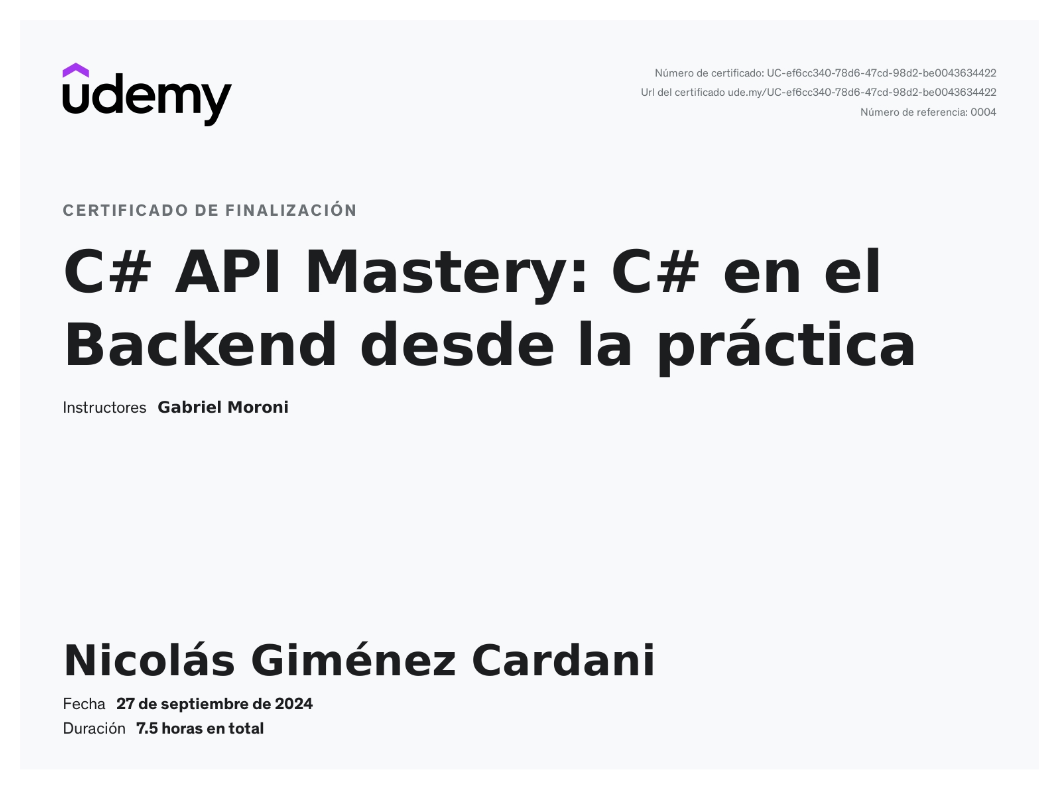 udemy
Número de certificado: UC-ef6cc340-78d6-47cd-98d2-be0043634422
Url del certificado ude.my/UC-ef6cc340-78d6-47cd-98d2-be0043634422
Número de referencia: 0004
CERTIFICADO DE FINALIZACIÓN
C# API Mastery: C# en el
Backend desde la práctica
Instructores Gabriel Moroni
Nicolás Giménez Cardani
Fecha 27 de septiembre de 2024
Duración 7.5 horas en total